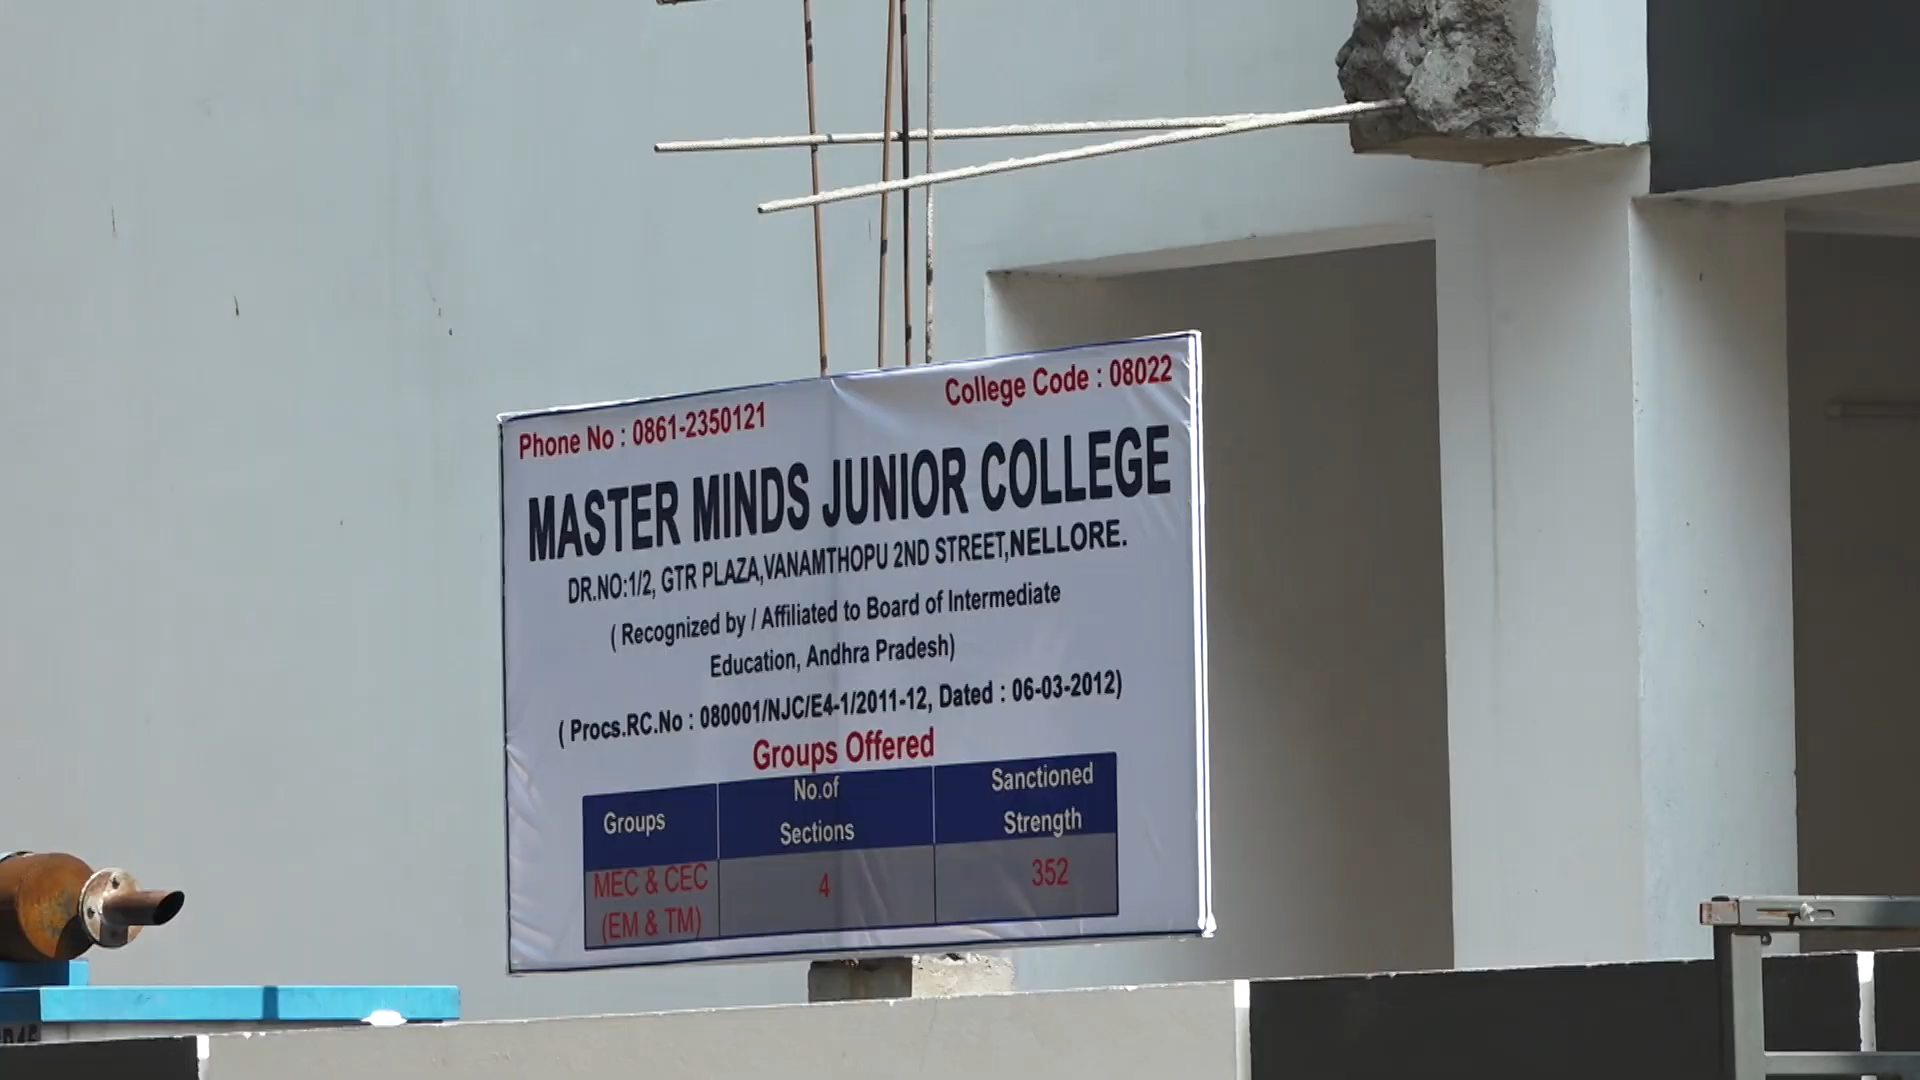 Phone No : 0861-2350121
College Code : 08022
MASTER MINDS JUNIOR COLLEGE
DR.NO:1/2, GTR PLAZA,VANAMTHOPU 2ND STREET,NELLORE.
( Recognized by / Affiliated to Board of Intermediate
Education, Andhra Pradesh)
( Procs.RC.No : 080001/NJC/E4-1/2011-12, Dated : 06-03-2012)
Groups Offered
Groups No.of Sections Sanctioned Strength
MEC & CEC (EM & TM) 4 352